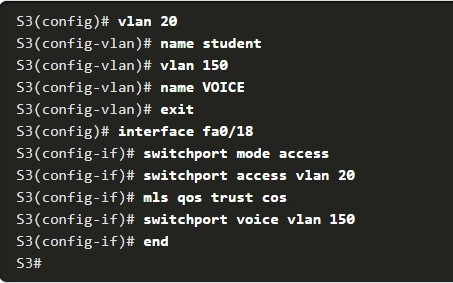 S3(config)# vlan 20
S3(config-vlan)# name student
S3(config-vlan)# vlan 150
S3(config-vlan)# name VOICE
S3(config-vlan)# exit
S3(config)# interface fa0/18
S3(config-if)# switchport mode access
S3(config-if)# switchport access vlan 20
S3(config-if)# mls qos trust cos
S3(config-if)# switchport voice vlan 150
S3(config-if)# end
S3#